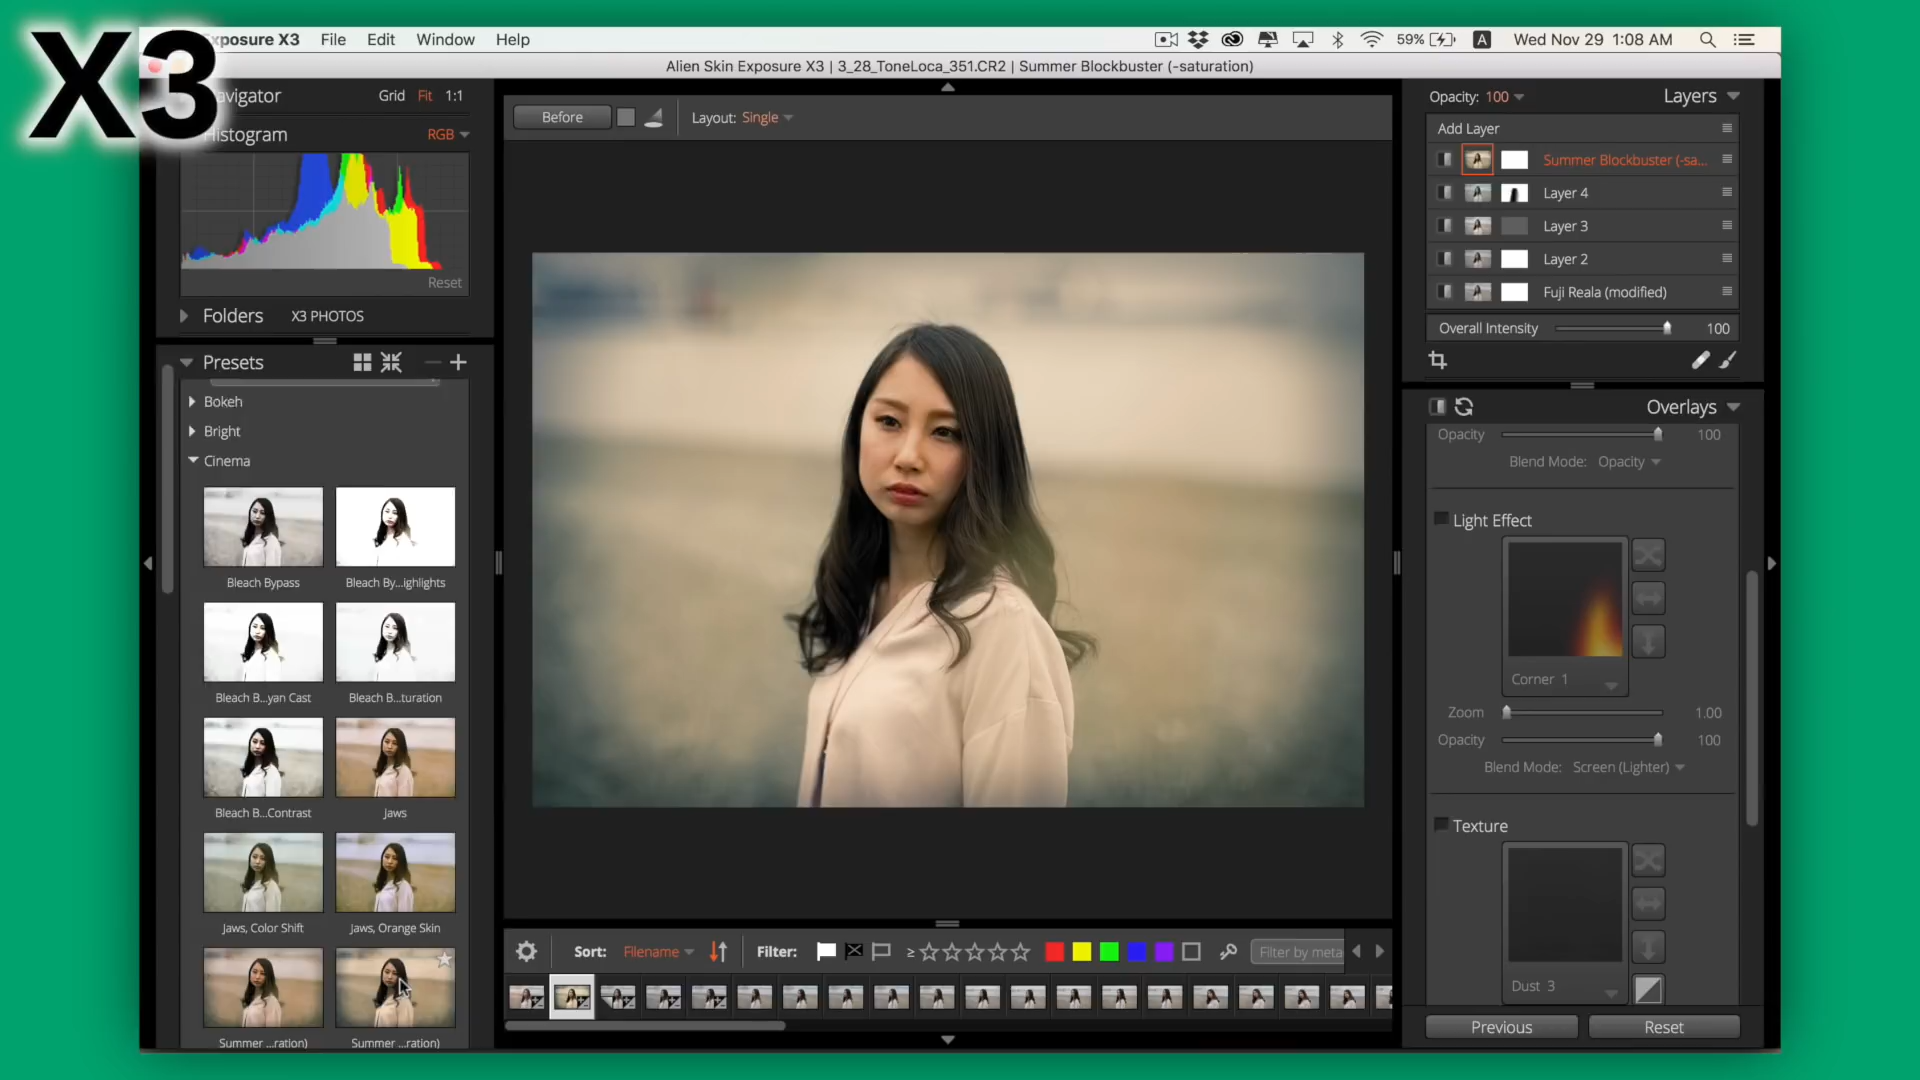 X3
xposure X3 File Edit Window Help
59% A Wed Nov 29 1:08 AM
Alien Skin Exposure X3 | 3_28_ToneLoca_351.CR2 | Summer Blockbuster (-saturation)
avigator Grid Fit 1:1
Histogram RGB
Reset
Folders X3 PHOTOS
Presets
Bokeh
Bright
Cinema
Bleach Bypass Bleach By...ighlights
Bleach B...yan Cast Bleach B...turation
Bleach B...Contrast Jaws
Jaws, Color Shift Jaws, Orange Skin
Summer ...ration) Summer ...ration)
Before Layout: Single
Sort: Filename Filter: ≥ Filter by meta
Opacity: 100 Layers
Add Layer
Summer Blockbuster (-sa...
Layer 4
Layer 3
Layer 2
Fuji Reala (modified)
Overall Intensity 100
Overlays
Opacity 100
Blend Mode: Opacity
Light Effect
Corner 1
Zoom 1.00
Opacity 100
Blend Mode: Screen (Lighter)
Texture
Dust 3
Previous Reset